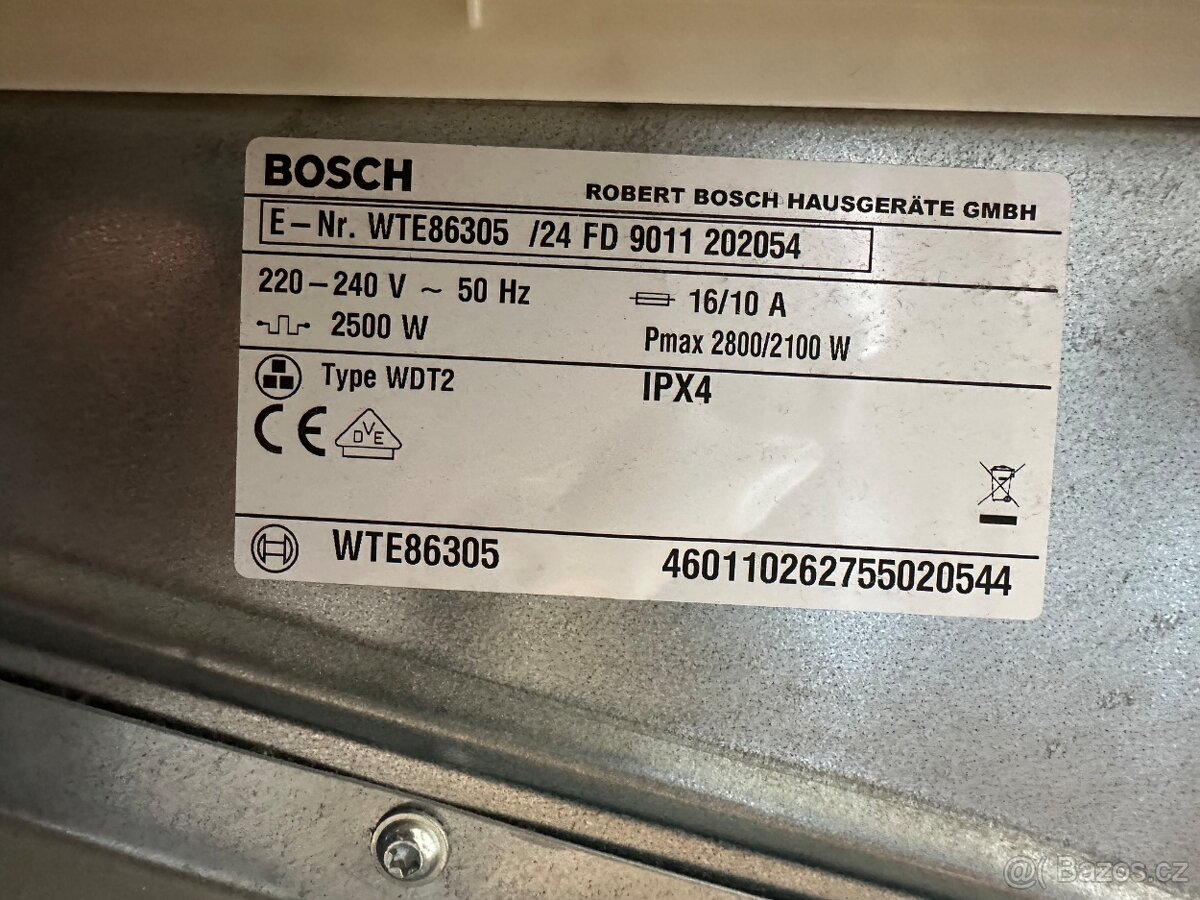 BOSCH
ROBERT BOSCH HAUSGERÄTE GMBH
E-Nr. WTE86305 /24 FD 9011 202054
220-240 V ~ 50 Hz 16/10 A
2500 W Pmax 2800/2100 W
Type WDT2 IPX4
CE DVE
WTE86305 460110262755020544
@( Bazos.cz